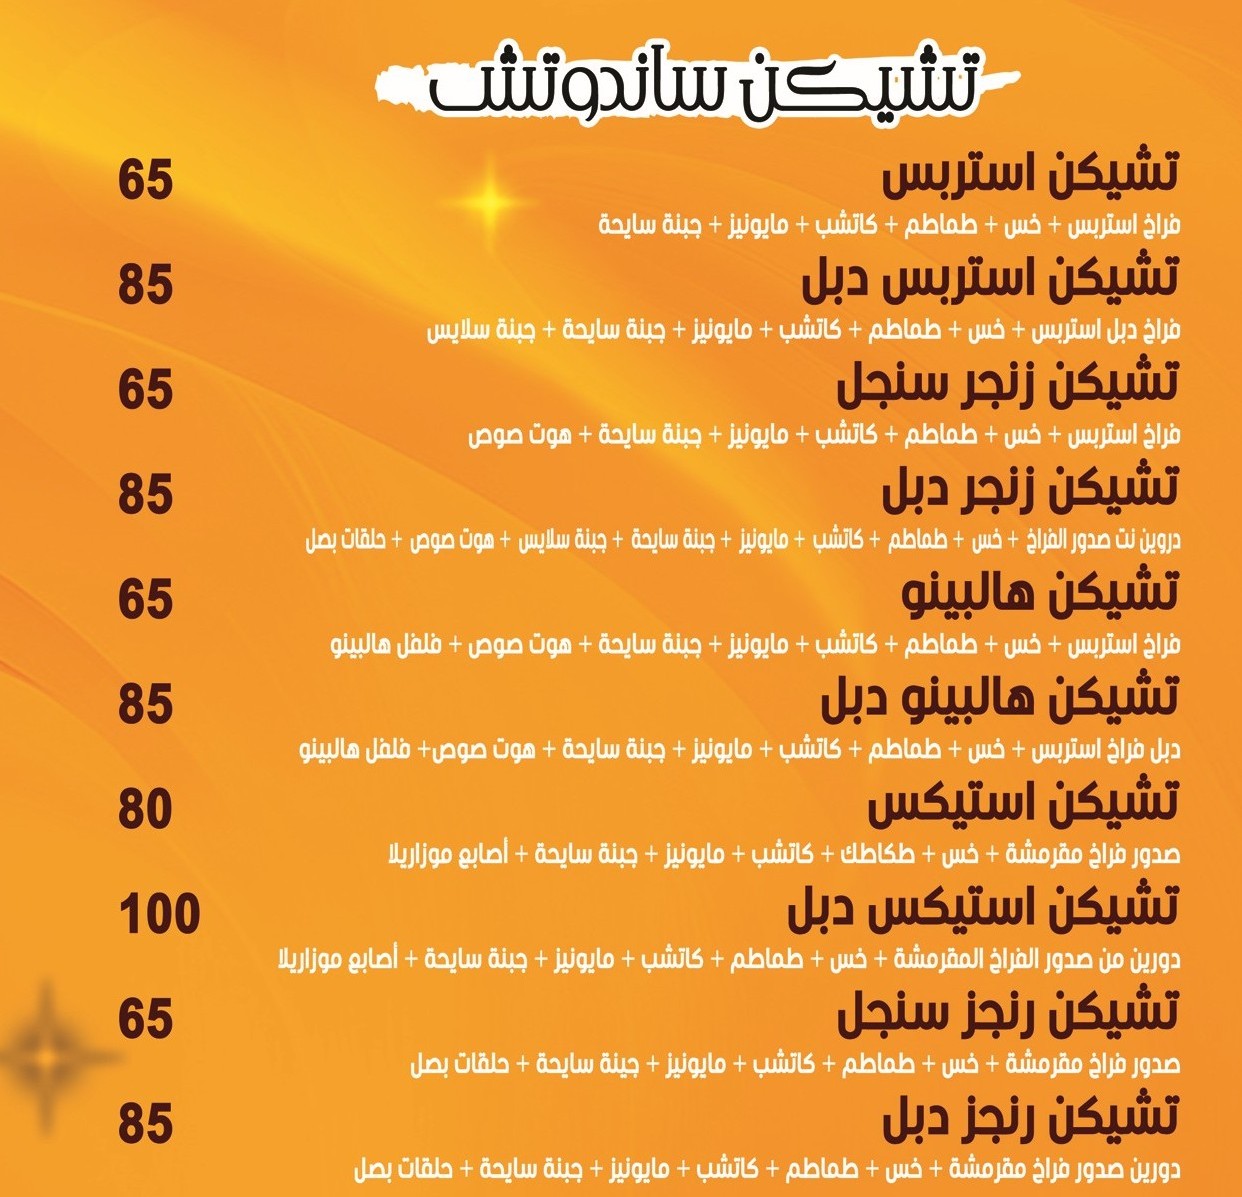 تشيكن ساندوتش
تشيكن استربس 65
فراخ استربس + خس + طماطم + كاتشب + مايونيز + جبنة سايحة
تشيكن استربس دبل 85
فراخ دبل استربس + خس + طماطم + كاتشب + مايونيز + جبنة سايحة + جبنة سلايس
تشيكن زنجر سنجل 65
فراخ استربس + خس + طماطم + كاتشب + مايونيز + جبنة سايحة + هوت صوص
تشيكن زنجر دبل 85
دروين نت صدور الفراخ + خس + طماطم + كاتشب + مايونيز + جبنة سايحة + جبنة سلايس + هوت صوص + حلقات بصل
تشيكن هالبينو 65
فراخ استربس + خس + طماطم + كاتشب + مايونيز + جبنة سايحة + هوت صوص + فلفل هالبينو
تشيكن هالبينو دبل 85
دبل فراخ استربس + خس + طماطم + كاتشب + مايونيز + جبنة سايحة + هوت صوص+ فلفل هالبينو
تشيكن استيكس 80
صدور فراخ مقرمشة + خس + طكاطك + كاتشب + مايونيز + جبنة سايحة + أصابع موزاريلا
تشيكن استيكس دبل 100
دورين من صدور الفراخ المقرمشة + خس + طماطم + كاتشب + مايونيز + جبنة سايحة + أصابع موزاريلا
تشيكن رنجز سنجل 65
صدور فراخ مقرمشة + خس + طماطم + كاتشب + مايونيز + جبنة سايحة + حلقات بصل
تشيكن رنجز دبل 85
دورين صدور فراخ مقرمشة + خس + طماطم + كاتشب + مايونيز + جبنة سايحة + حلقات بصل